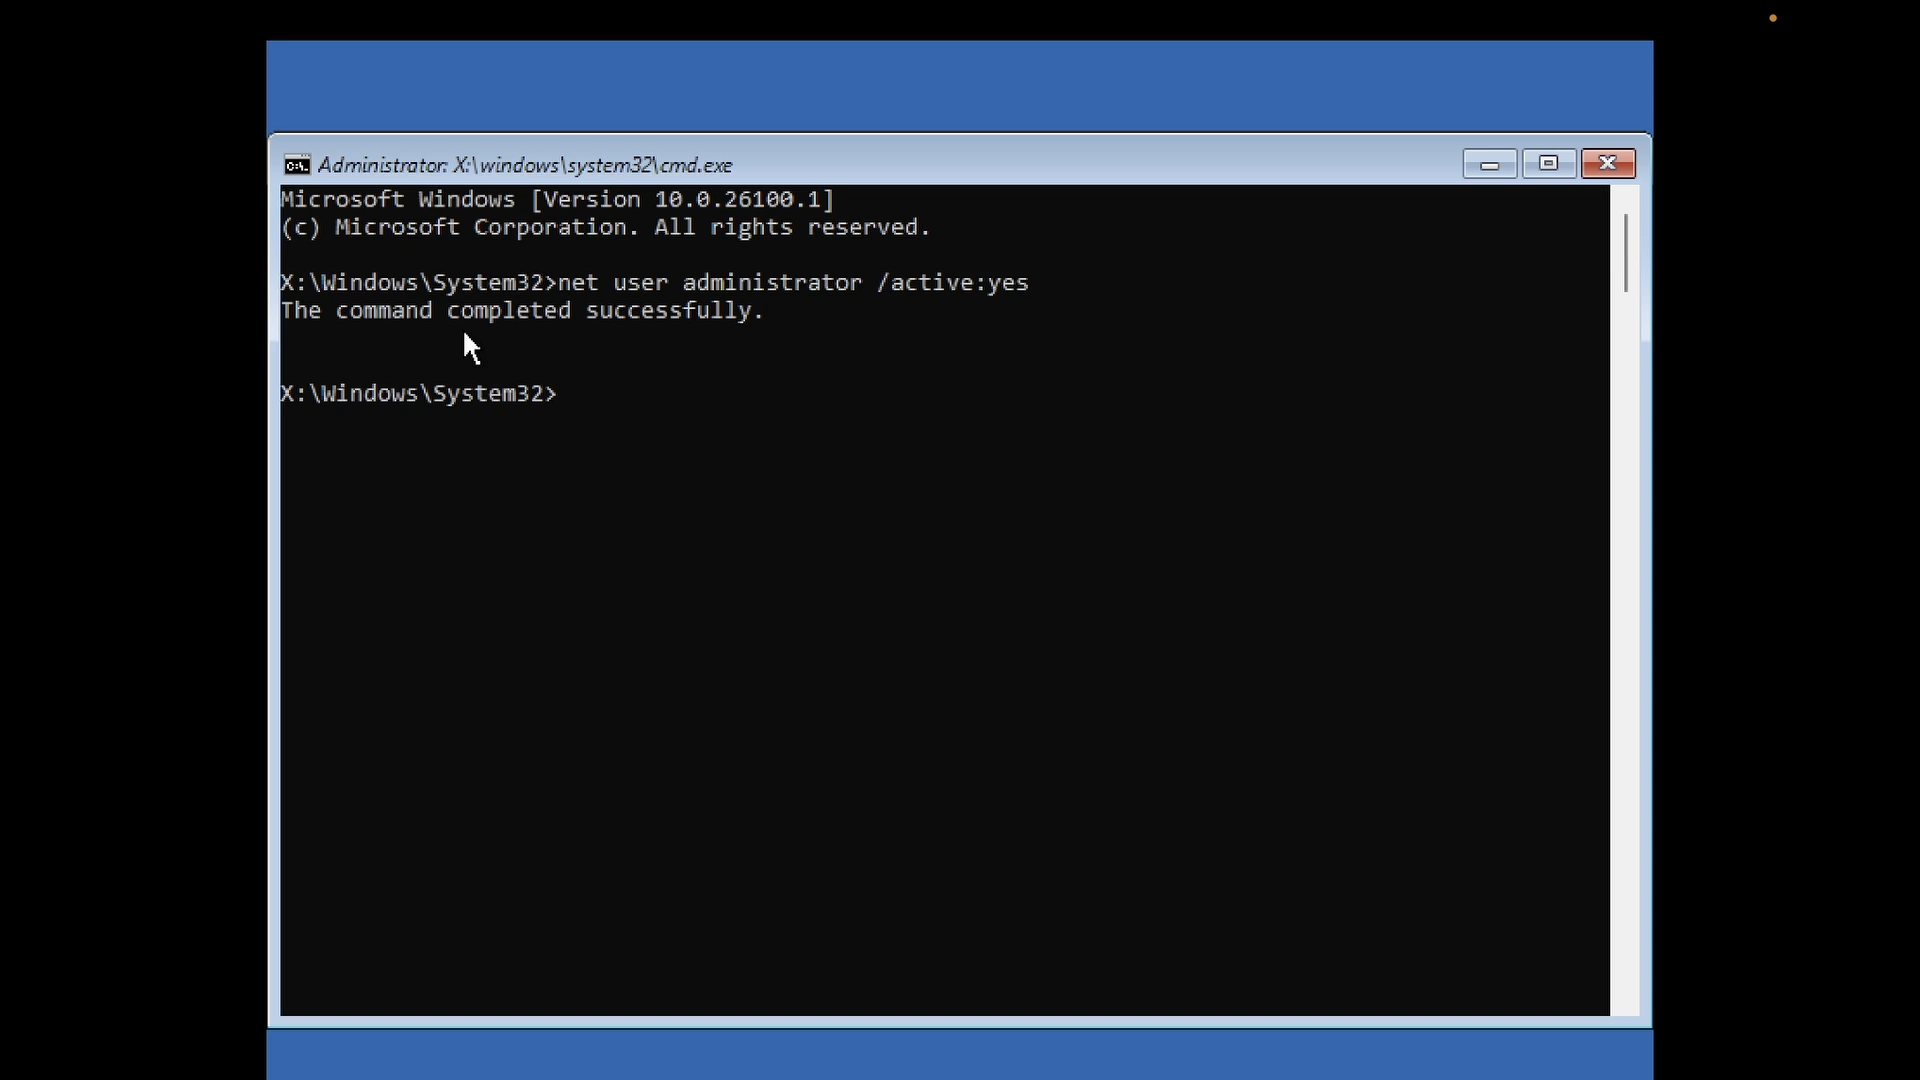 Administrator: X:\windows\system32\cmd.exe
Microsoft Windows [Version 10.0.26100.1]
(c) Microsoft Corporation. All rights reserved.
X:\Windows\System32>net user administrator /active:yes
The command completed successfully.
X:\Windows\System32>